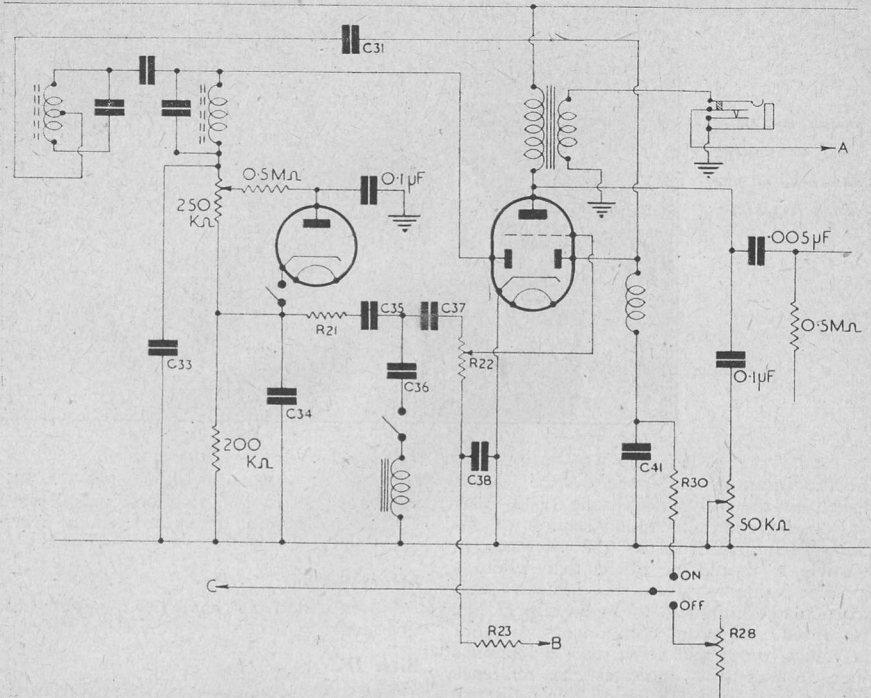 C31
A
0.5MΩ
0.1µF
250
KΩ
.005µF
R21
C35
C37
0.5MΩ
C33
R22
C36
0.1µF
C34
200
KΩ
C38
C41
R30
50KΩ
ON
C
OFF
R23
B
R28